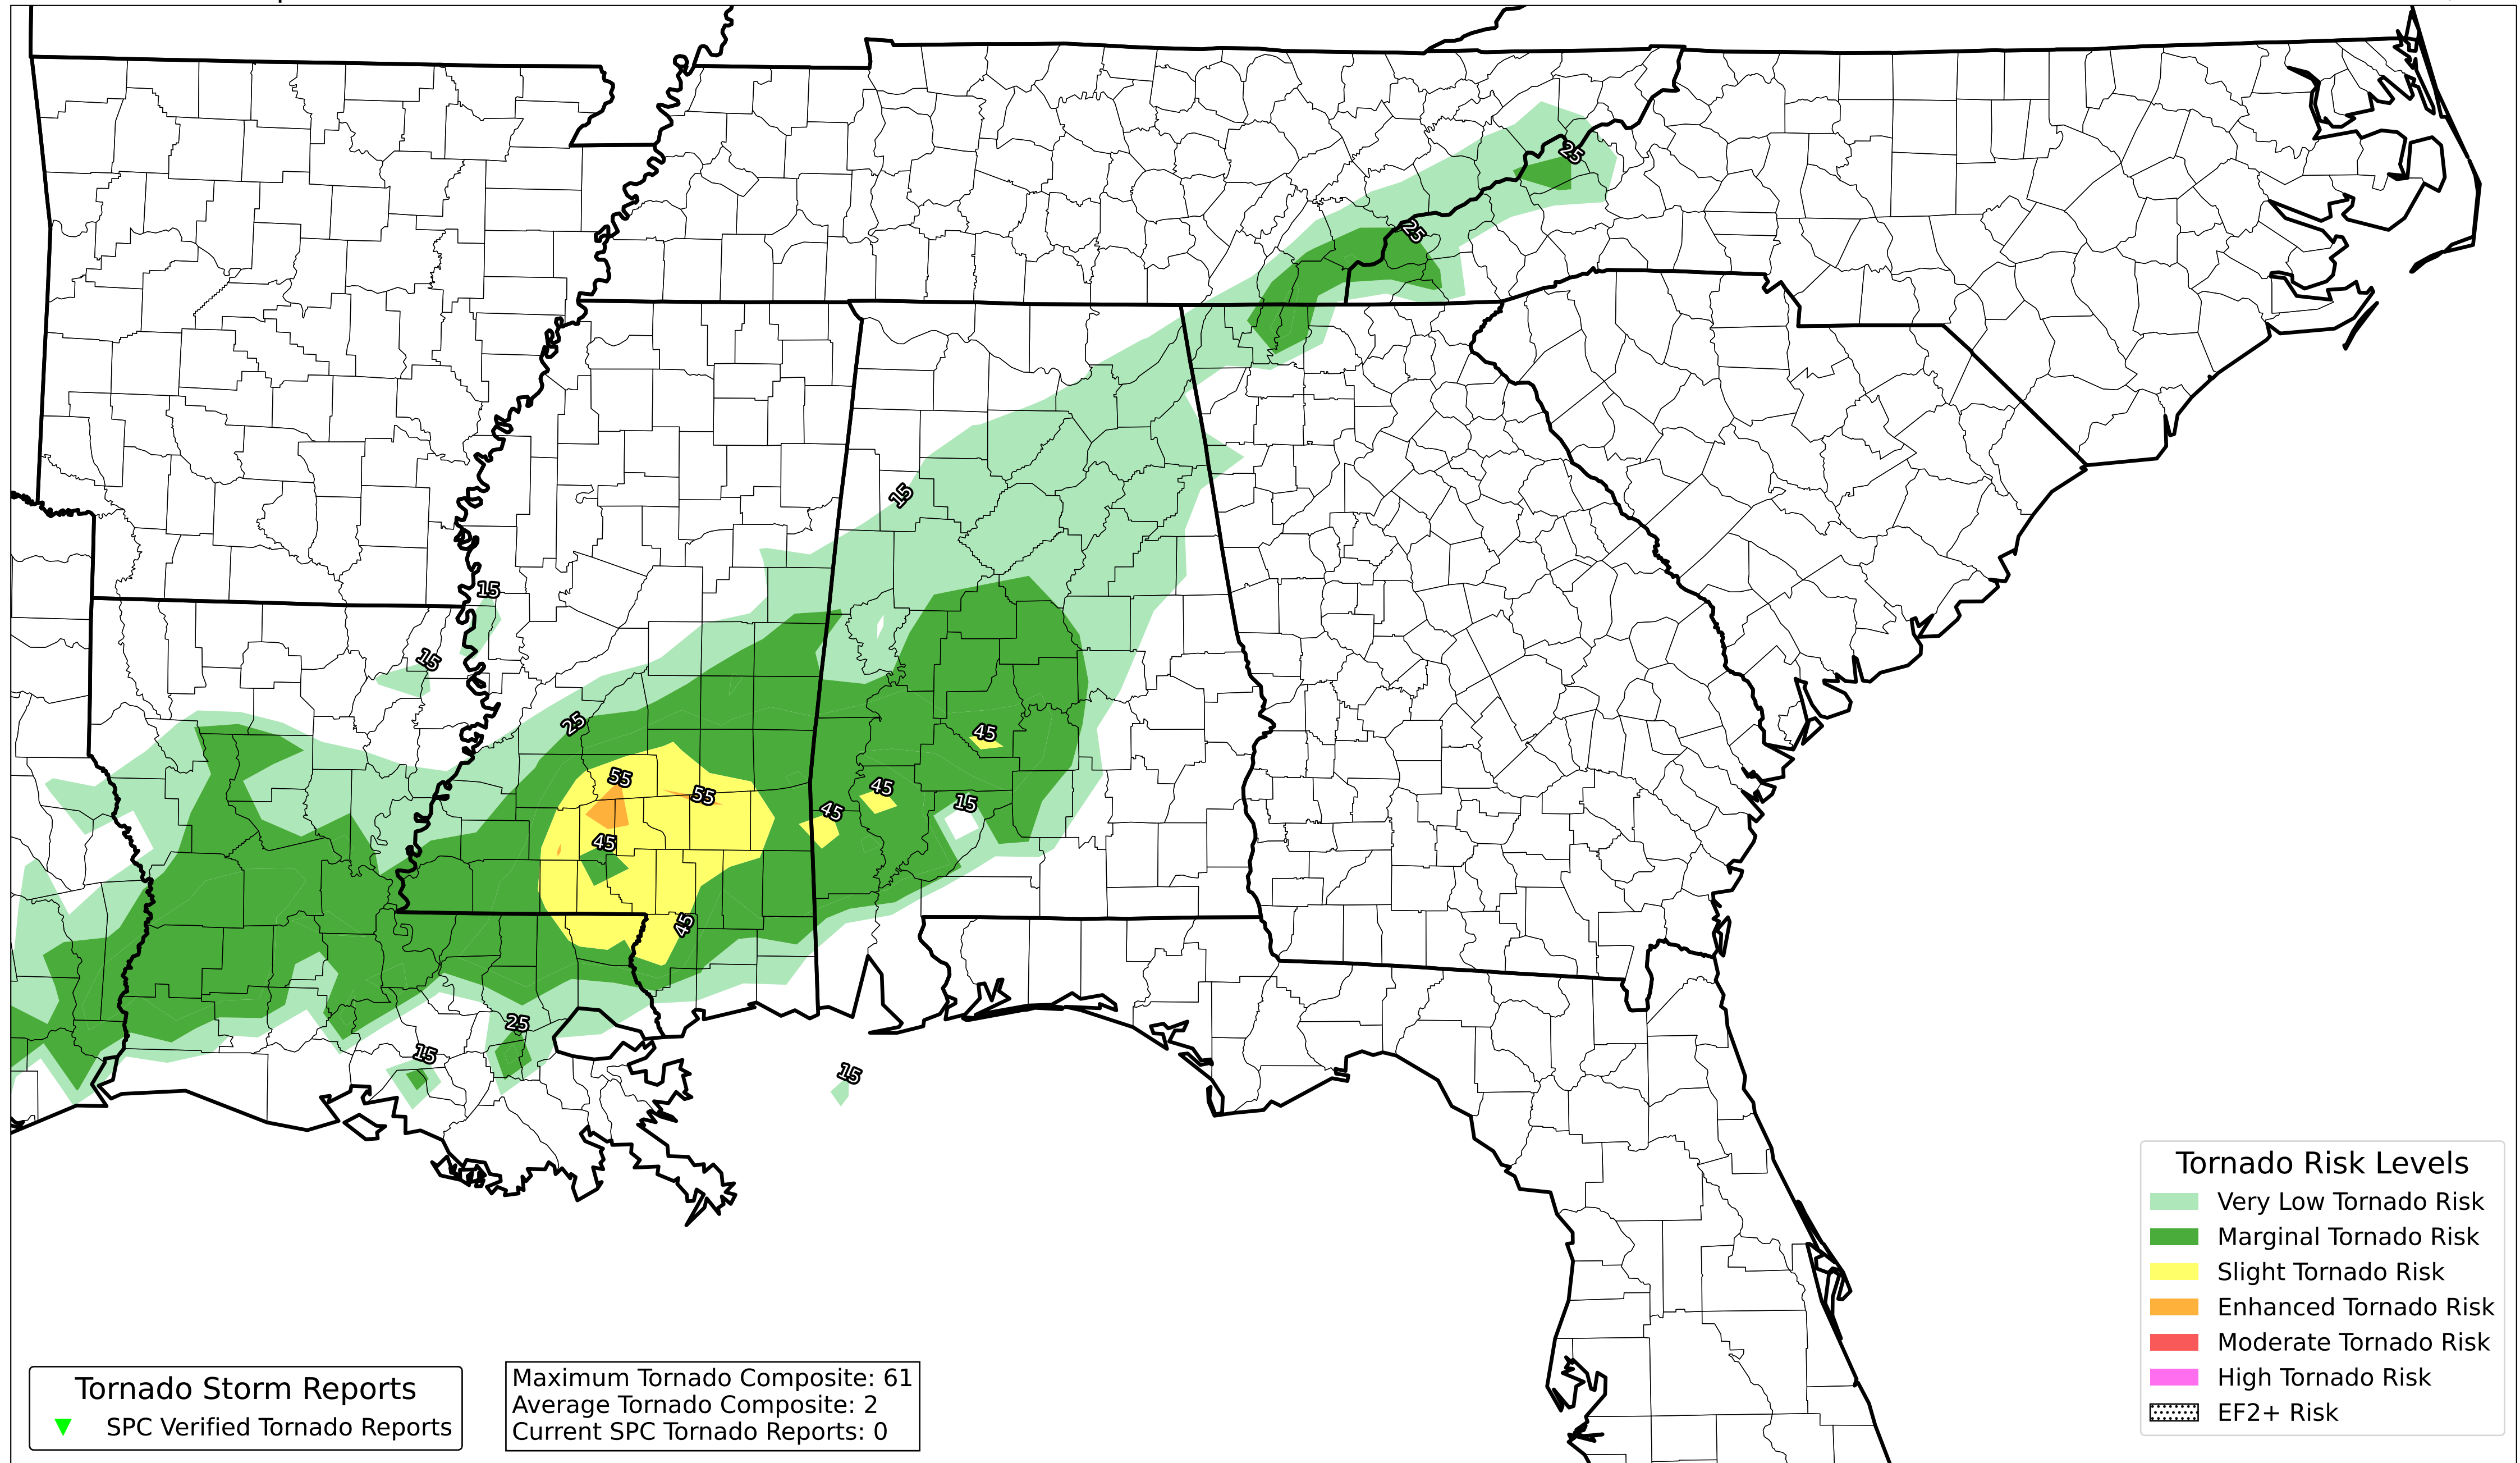 25
25
15
15
15
25
45
55
45
55
15
45
45
45
25
15
15
Tornado Risk Levels
Very Low Tornado Risk
Marginal Tornado Risk
Slight Tornado Risk
Enhanced Tornado Risk
Moderate Tornado Risk
High Tornado Risk
EF2+ Risk
Tornado Storm Reports
SPC Verified Tornado Reports
Maximum Tornado Composite: 61
Average Tornado Composite: 2
Current SPC Tornado Reports: 0